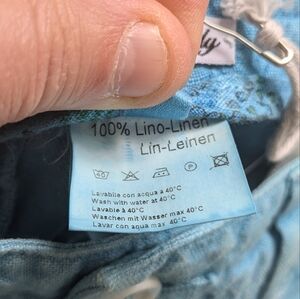 100% Lino-Linen
Lin-Leinen
Lavabile con acqua à 40°C
Wash with water at 40°C
Lavable à 40°C
Waschen mit Wasser max 40°C
Lavar con agua max 40°C